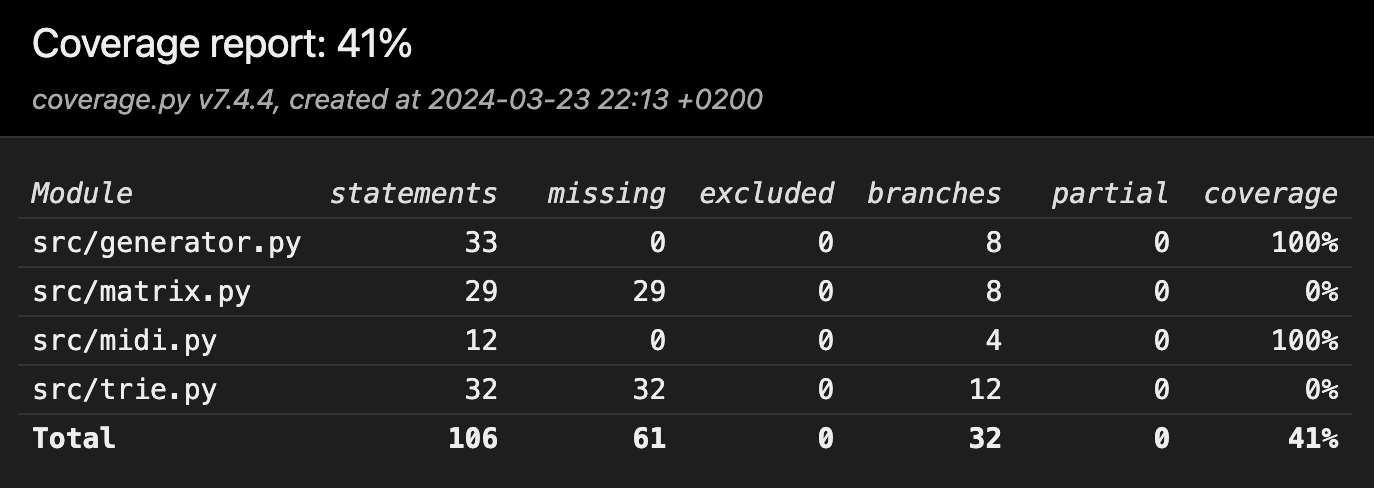 Coverage report: 41%
coverage.py v7.4.4, created at 2024-03-23 22:13 +0200
Module statements missing excluded branches partial coverage
src/generator.py 33 0 0 8 0 100%
src/matrix.py 29 29 0 8 0 0%
src/midi.py 12 0 0 4 0 100%
src/trie.py 32 32 0 12 0 0%
Total 106 61 0 32 0 41%